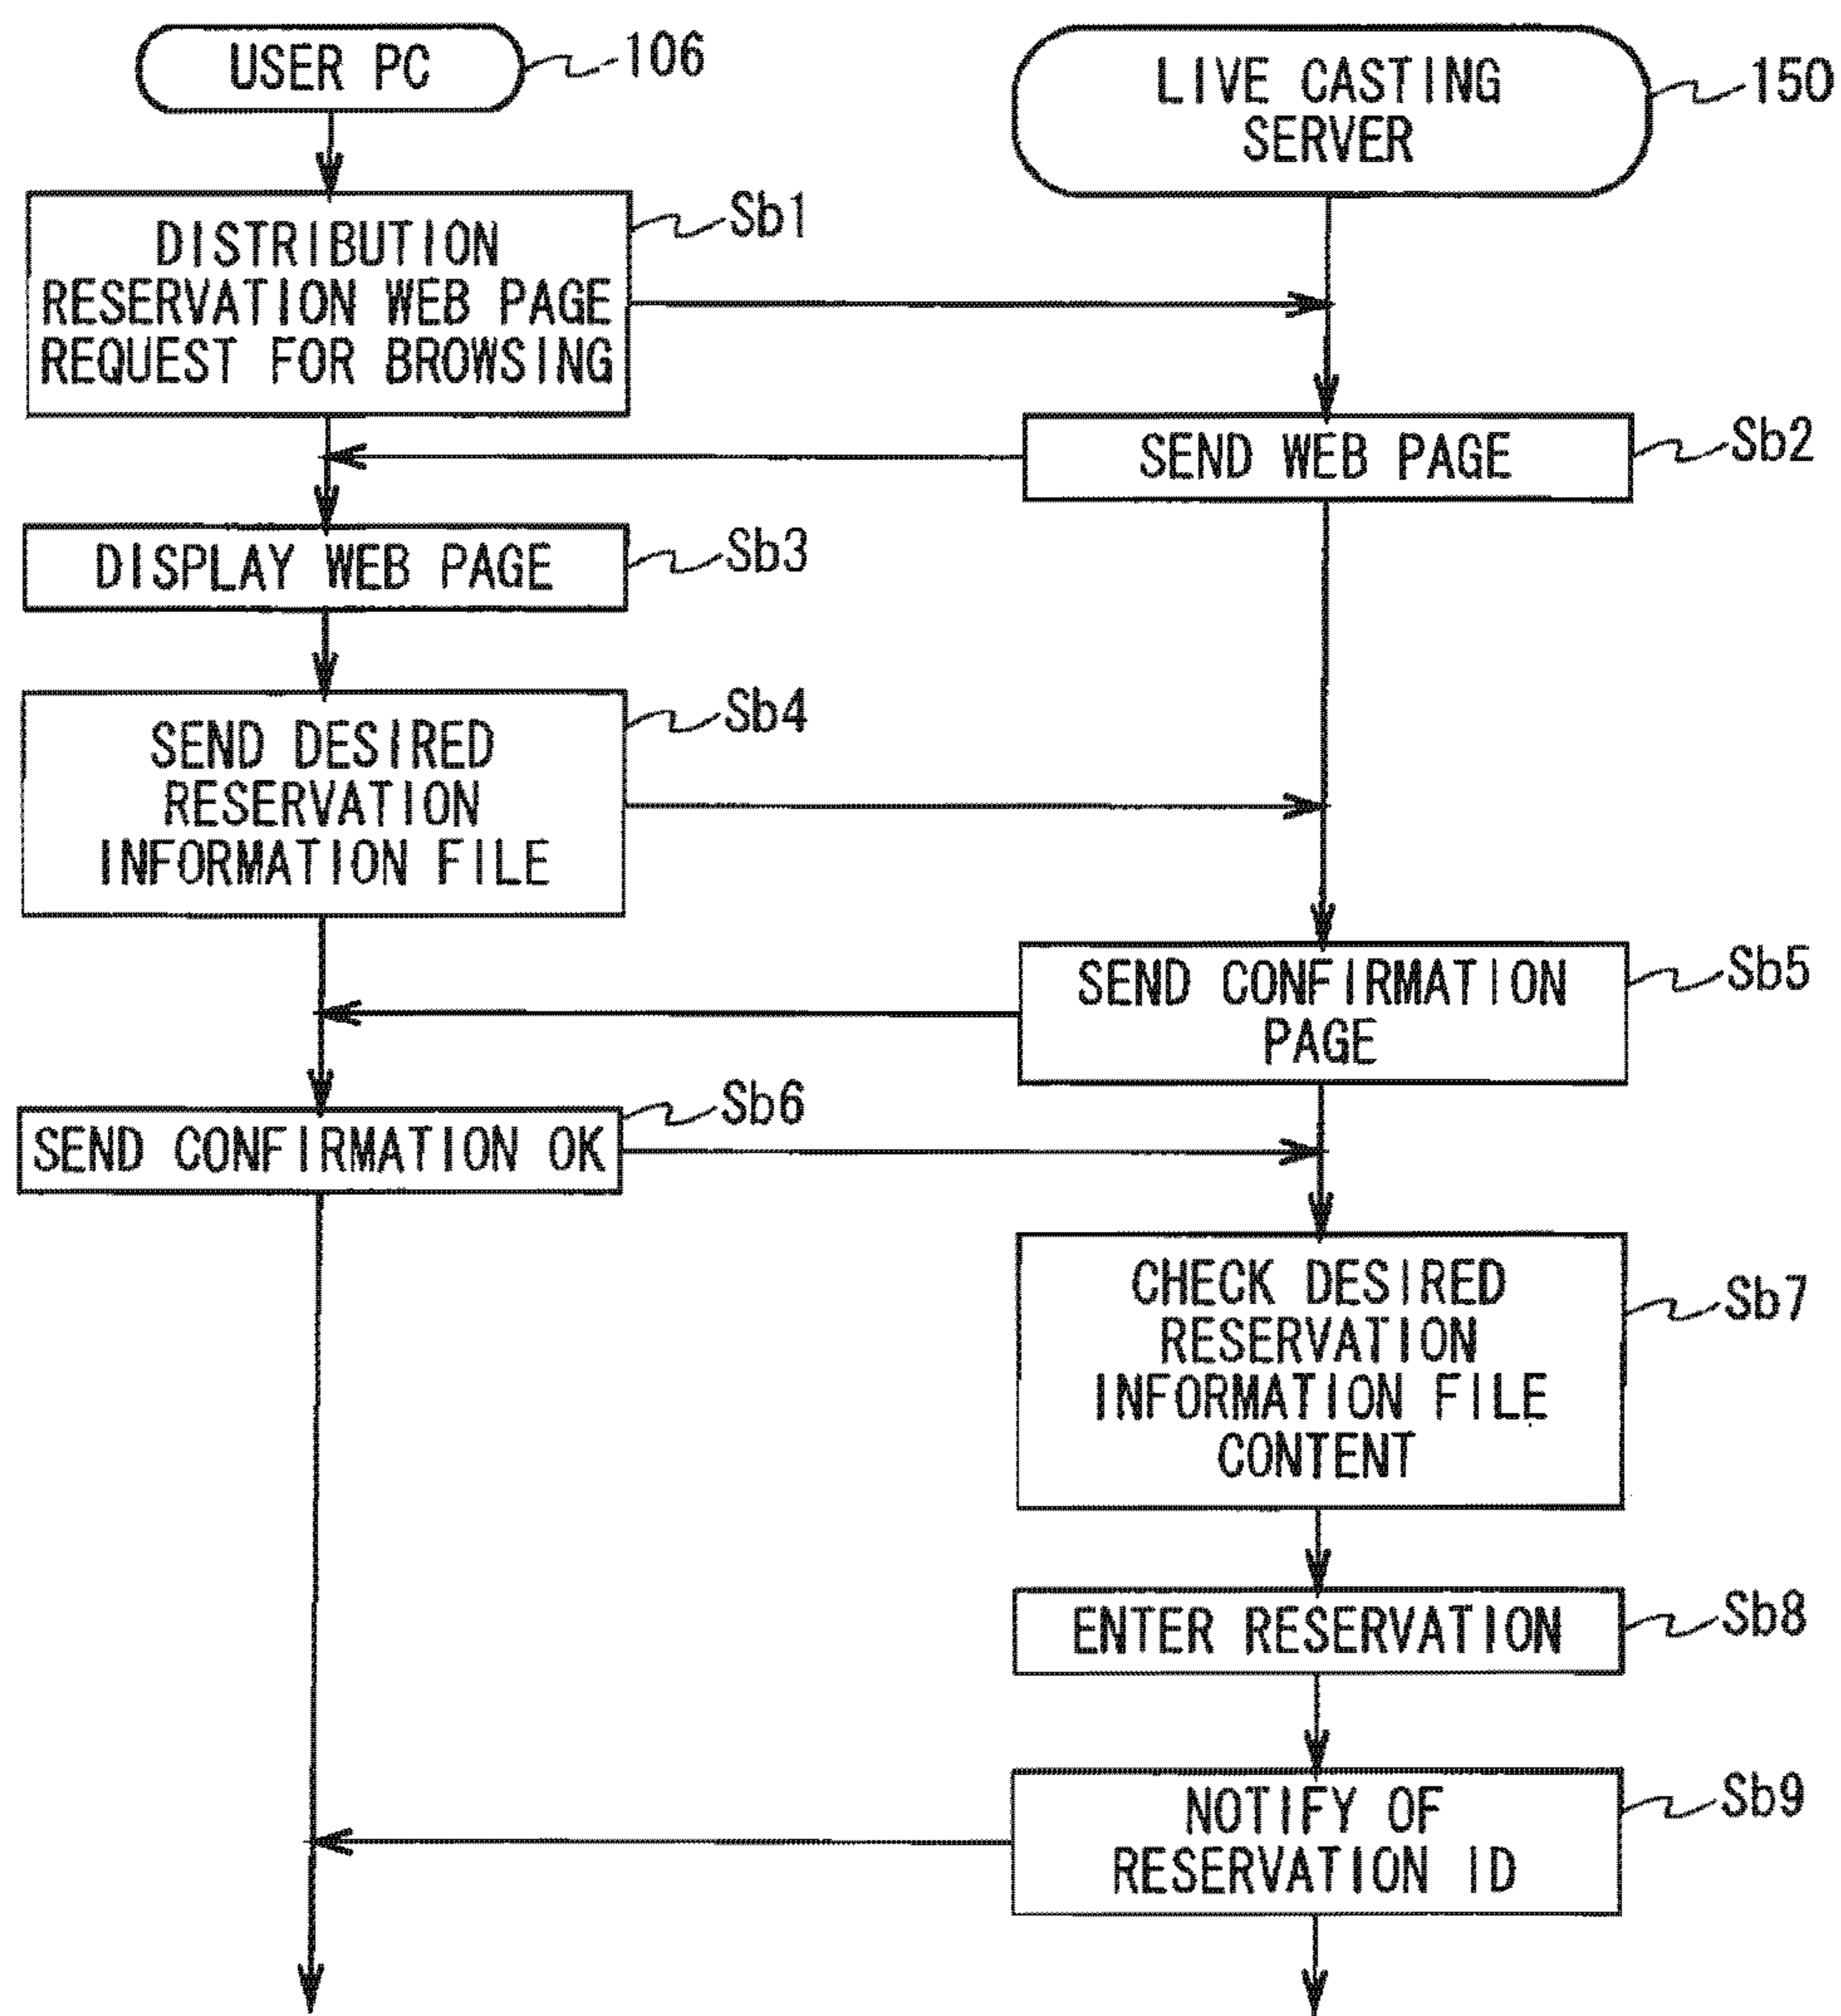 USER PC
106
LIVE CASTING
SERVER
150
DISTRIBUTION
RESERVATION WEB PAGE
REQUEST FOR BROWSING
Sb1
SEND WEB PAGE
Sb2
DISPLAY WEB PAGE
Sb3
SEND DESIRED
RESERVATION
INFORMATION FILE
Sb4
SEND CONFIRMATION
PAGE
Sb5
SEND CONFIRMATION OK
Sb6
CHECK DESIRED
RESERVATION
INFORMATION FILE
CONTENT
Sb7
ENTER RESERVATION
Sb8
NOTIFY OF
RESERVATION ID
Sb9